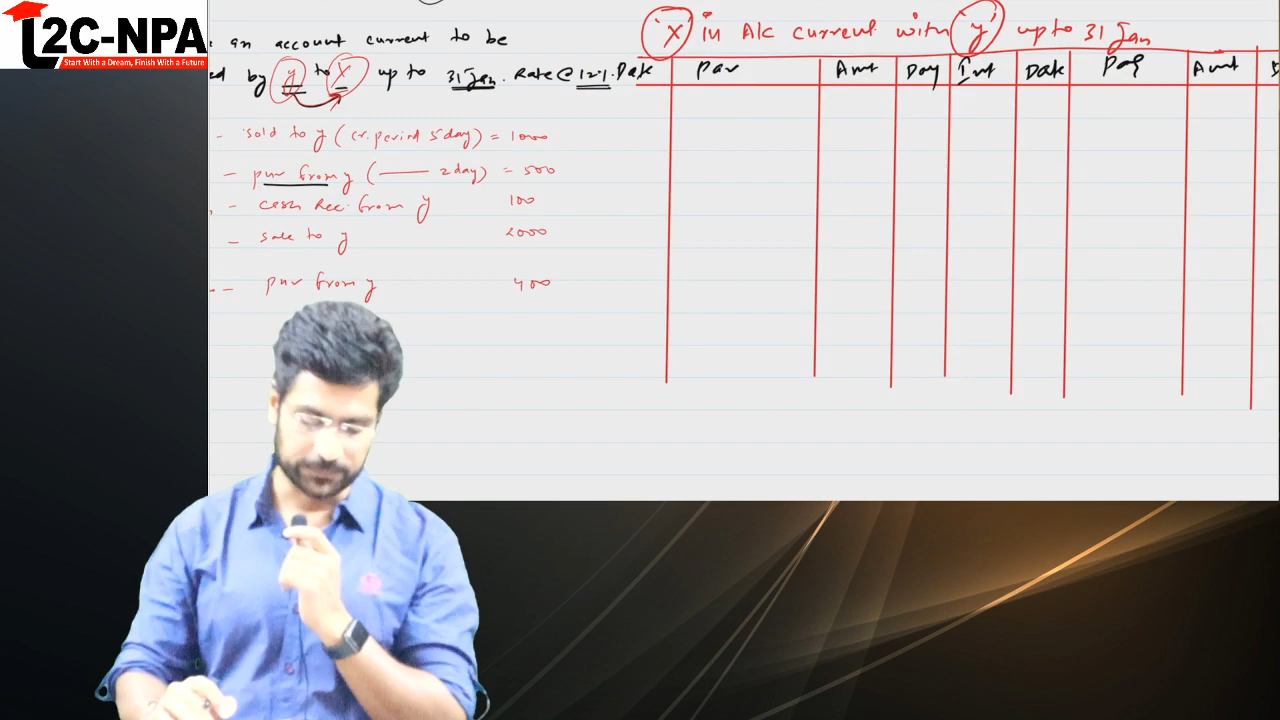 L2C-NPA
Start With a Dream, Finish With a Future
an account current to be
ed by y to X up to 31 Jan. Rate @ 12%.
- sold to y (cr. period 5 day) = 1000
- pur from y ( —— 2 day) = 500
- cash Rec. from y 100
- sale to y 2000
- pur from y 400
'X' in A/c current with 'y' up to 31 Jan
Date Par Amt Day Int Date Par Amt